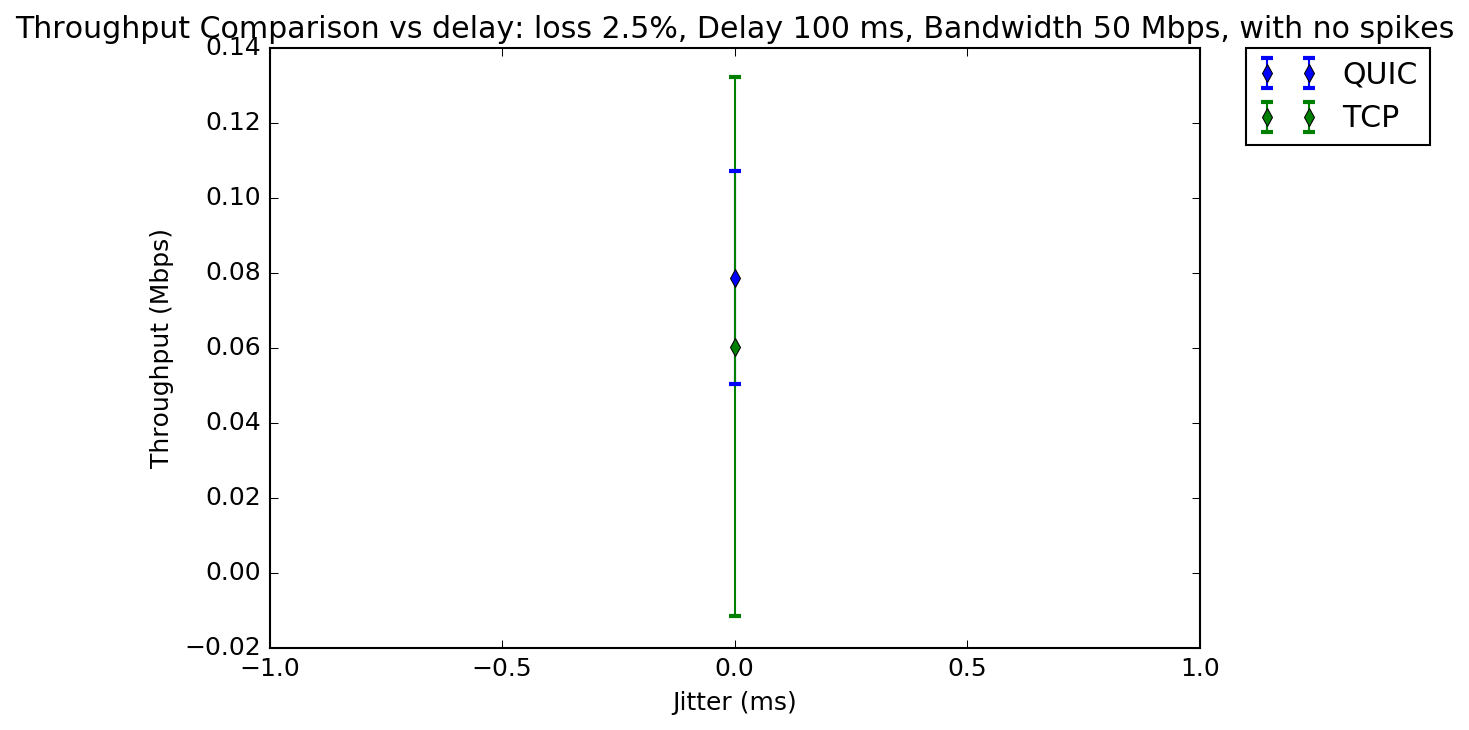 Throughput Comparison vs delay: loss 2.5%, Delay 100 ms, Bandwidth 50 Mbps, with no spikes
QUIC
TCP
0.14
0.12
0.10
0.08
0.06
0.04
0.02
0.00
−0.02
Throughput (Mbps)
−1.0 −0.5 0.0 0.5 1.0
Jitter (ms)